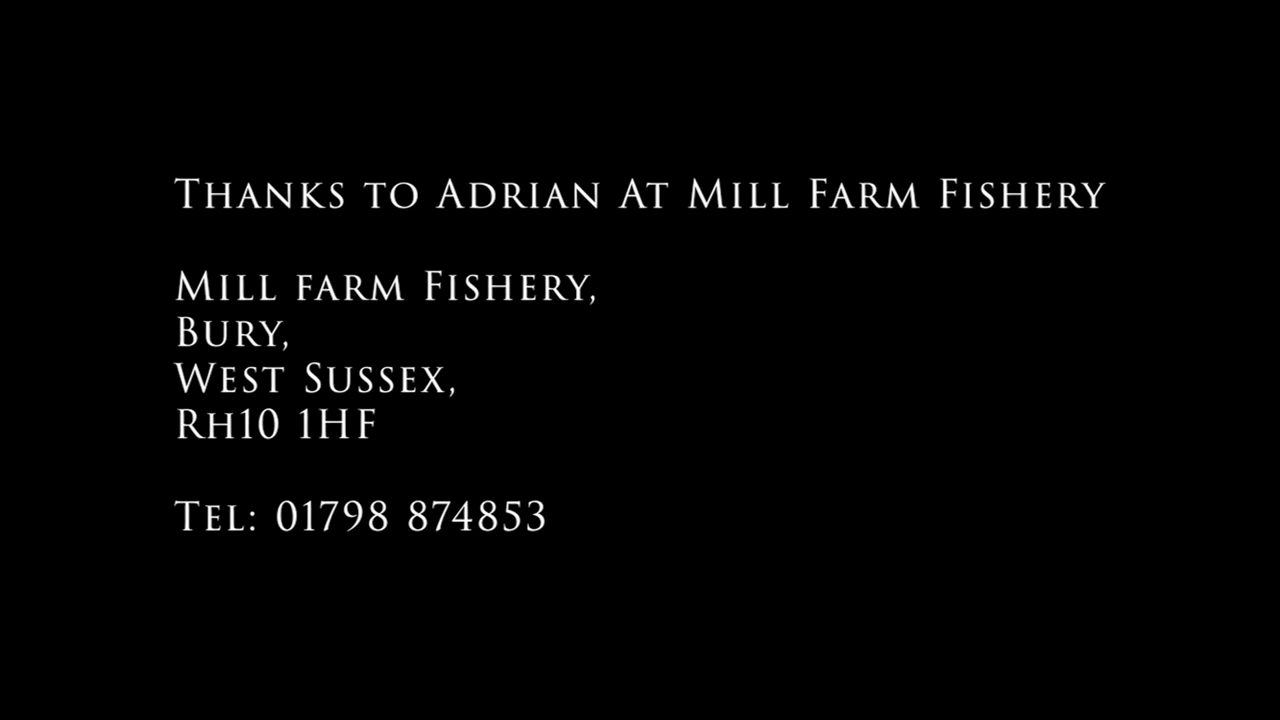 Thanks to Adrian At Mill Farm Fishery
Mill farm Fishery,
Bury,
West Sussex,
Rh10 1HF
Tel: 01798 874853